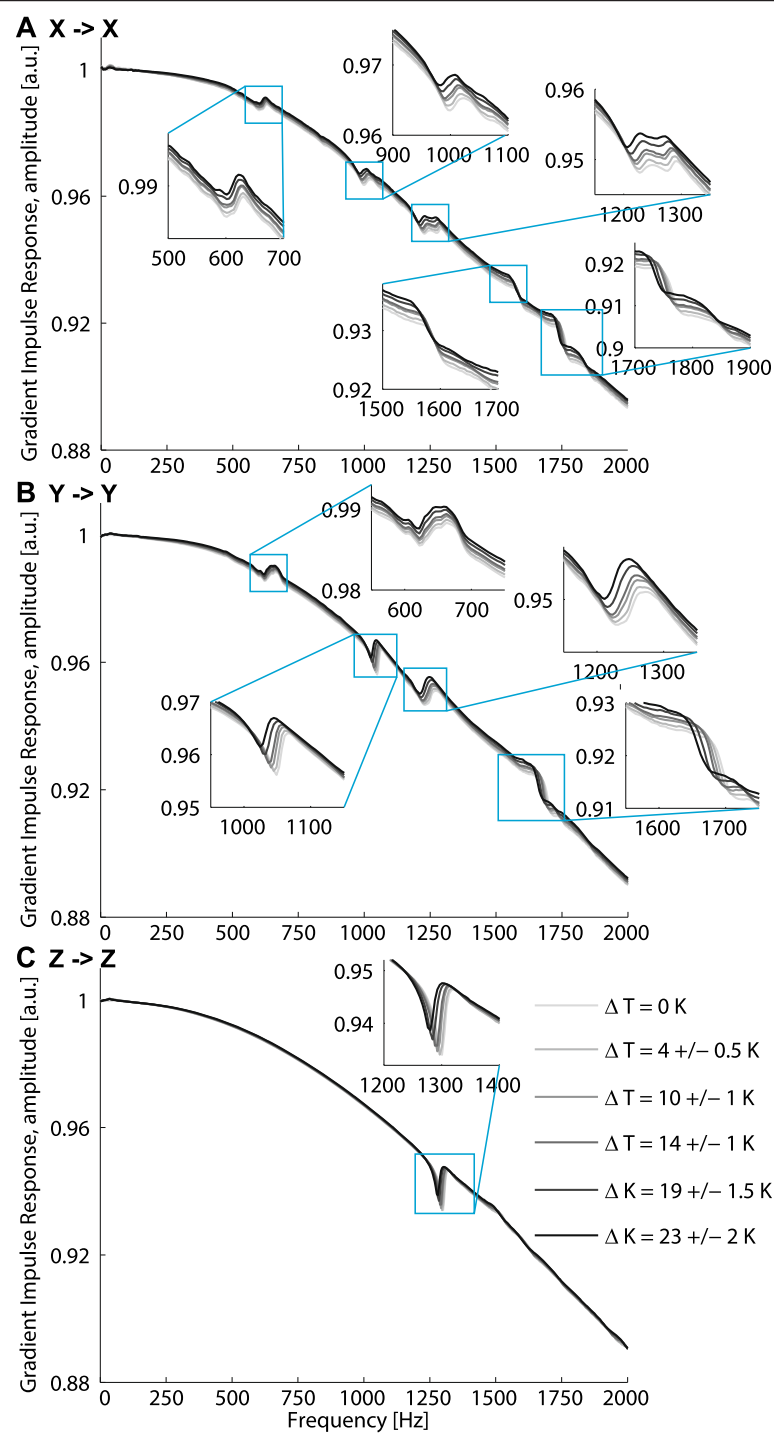 A X -> X
Gradient Impulse Response, amplitude [a.u.]
1
0.96
0.92
0.88
0 250 500 750 1000 1250 1500 1750 2000
0.99
500 600 700
0.97
0.96
900 1000 1100
0.96
0.95
1200 1300
0.93
0.92
1500 1600 1700
0.92
0.91
0.9
1700 1800 1900
B Y -> Y
Gradient Impulse Response, amplitude [a.u.]
1
0.96
0.92
0.88
0 250 500 750 1000 1250 1500 1750 2000
0.99
0.98
600 700
0.95
1200 1300
0.97
0.96
0.95
1000 1100
0.93
0.92
0.91
1600 1700
C Z -> Z
Gradient Impulse Response, amplitude [a.u.]
1
0.96
0.92
0.88
0 250 500 750 1000 1250 1500 1750 2000
Frequency [Hz]
0.95
0.94
1200 1300 1400
Δ T = 0 K
Δ T = 4 +/− 0.5 K
Δ T = 10 +/− 1 K
Δ T = 14 +/− 1 K
Δ K = 19 +/− 1.5 K
Δ K = 23 +/− 2 K